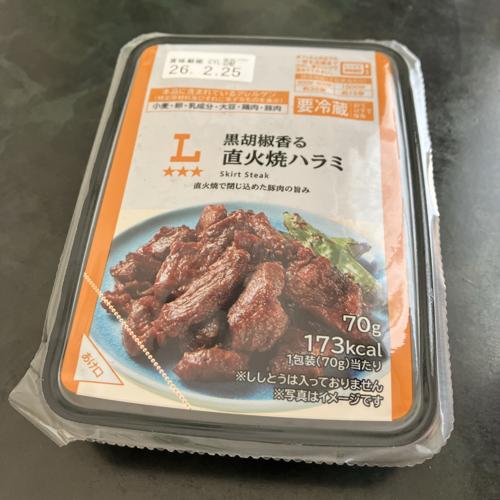 賞味期限
26. 2.25
本品に含まれているアレルゲン
小麦・卵・乳成分・大豆・鶏肉・豚肉
要冷蔵
L
★★★
黒胡椒香る
直火焼ハラミ
Skirt Steak
直火焼で閉じ込めた豚肉の旨み
70g
173kcal
1包装(70g)当たり
※ししとうは入っておりません
※写真はイメージです
あけ口